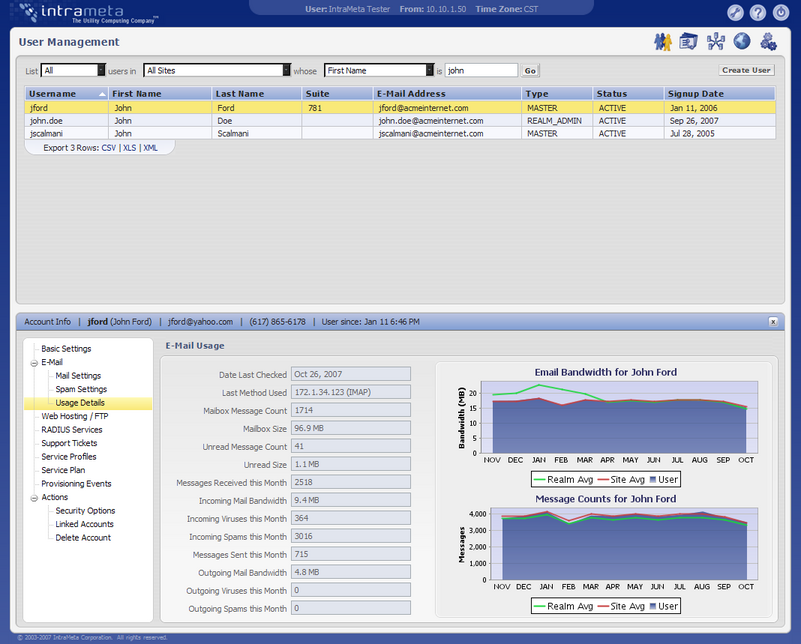 intrameta
The Utility Computing Company
User: IntraMeta Tester From: 10.10.1.50 Time Zone: CST
User Management
List All users in All Sites whose First Name is john Go Create User
Username First Name Last Name Suite E-Mail Address Type Status Signup Date
jford John Ford 781 jford@acmeinternet.com MASTER ACTIVE Jan 11, 2006
john.doe John Doe john.doe@acmeinternet.com REALM_ADMIN ACTIVE Sep 26, 2007
jscalmani John Scalmani jscalmani@acmeinternet.com MASTER ACTIVE Jul 28, 2005
Export 3 Rows: CSV | XLS | XML
Account Info | jford (John Ford) | jford@yahoo.com | (617) 865-6178 | User since: Jan 11 6:46 PM x
Basic Settings
E-Mail
Mail Settings
Spam Settings
Usage Details
Web Hosting / FTP
RADIUS Services
Support Tickets
Service Profiles
Service Plan
Provisioning Events
Actions
Security Options
Linked Accounts
Delete Account
E-Mail Usage
Date Last Checked Oct 26, 2007
Last Method Used 172.1.34.123 (IMAP)
Maibox Message Count 1714
Mailbox Size 96.9 MB
Unread Message Count 41
Unread Size 1.1 MB
Messages Received this Month 2518
Incoming Mail Bandwidth 9.4 MB
Incoming Viruses this Month 364
Incoming Spams this Month 3016
Messages Sent this Month 715
Outgoing Mail Bandwidth 4.8 MB
Outgoing Viruses this Month 0
Outgoing Spams this Month 0
Email Bandwidth for John Ford
Bandwidth (MB)
20
15
10
5
0
NOV DEC JAN FEB MAR APR MAY JUN JUL AUG SEP OCT
Realm Avg Site Avg User
Message Counts for John Ford
Messages
4,000
3,000
2,000
1,000
0
NOV DEC JAN FEB MAR APR MAY JUN JUL AUG SEP OCT
Realm Avg Site Avg User
© 2003-2007 IntraMeta Corporation. All rights reserved.